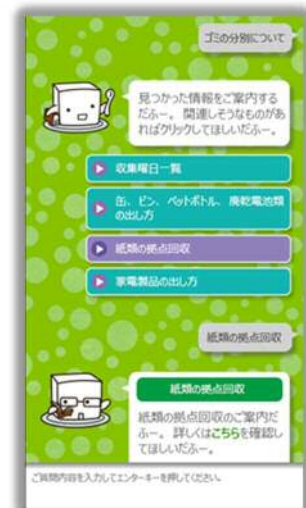 ゴミの分別について
見つかった情報をご案内する
だふー。 関連しそうなものがあ
ればクリックしてほしいだふー。
収集曜日一覧
缶、ビン、ペットボトル、廃乾電池類
の出し方
紙類の拠点回収
家電製品の出し方
紙類の拠点回収
紙類の拠点回収
紙類の拠点回収のご案内だ
ふー。 詳しくはこちらを確認し
てほしいだふー。
ご質問内容を入力してエンターキーを押してください。